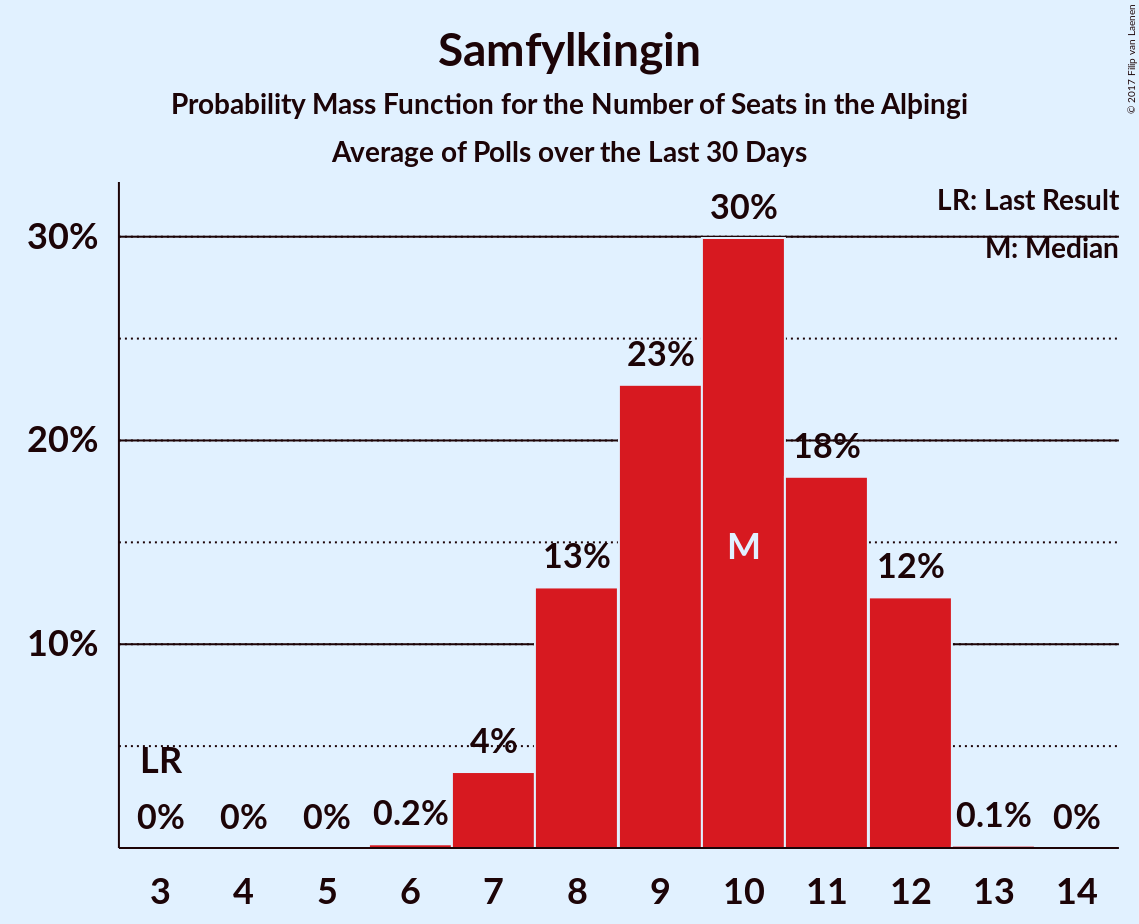 Samfylkingin
Probability Mass Function for the Number of Seats in the Alþingi
Average of Polls over the Last 30 Days
© 2017 Filip van Laenen
LR: Last Result
M: Median
30%
20%
10%
LR
0%
0%
0%
0.2%
4%
13%
23%
30%
M
18%
12%
0.1%
0%
3 4 5 6 7 8 9 10 11 12 13 14